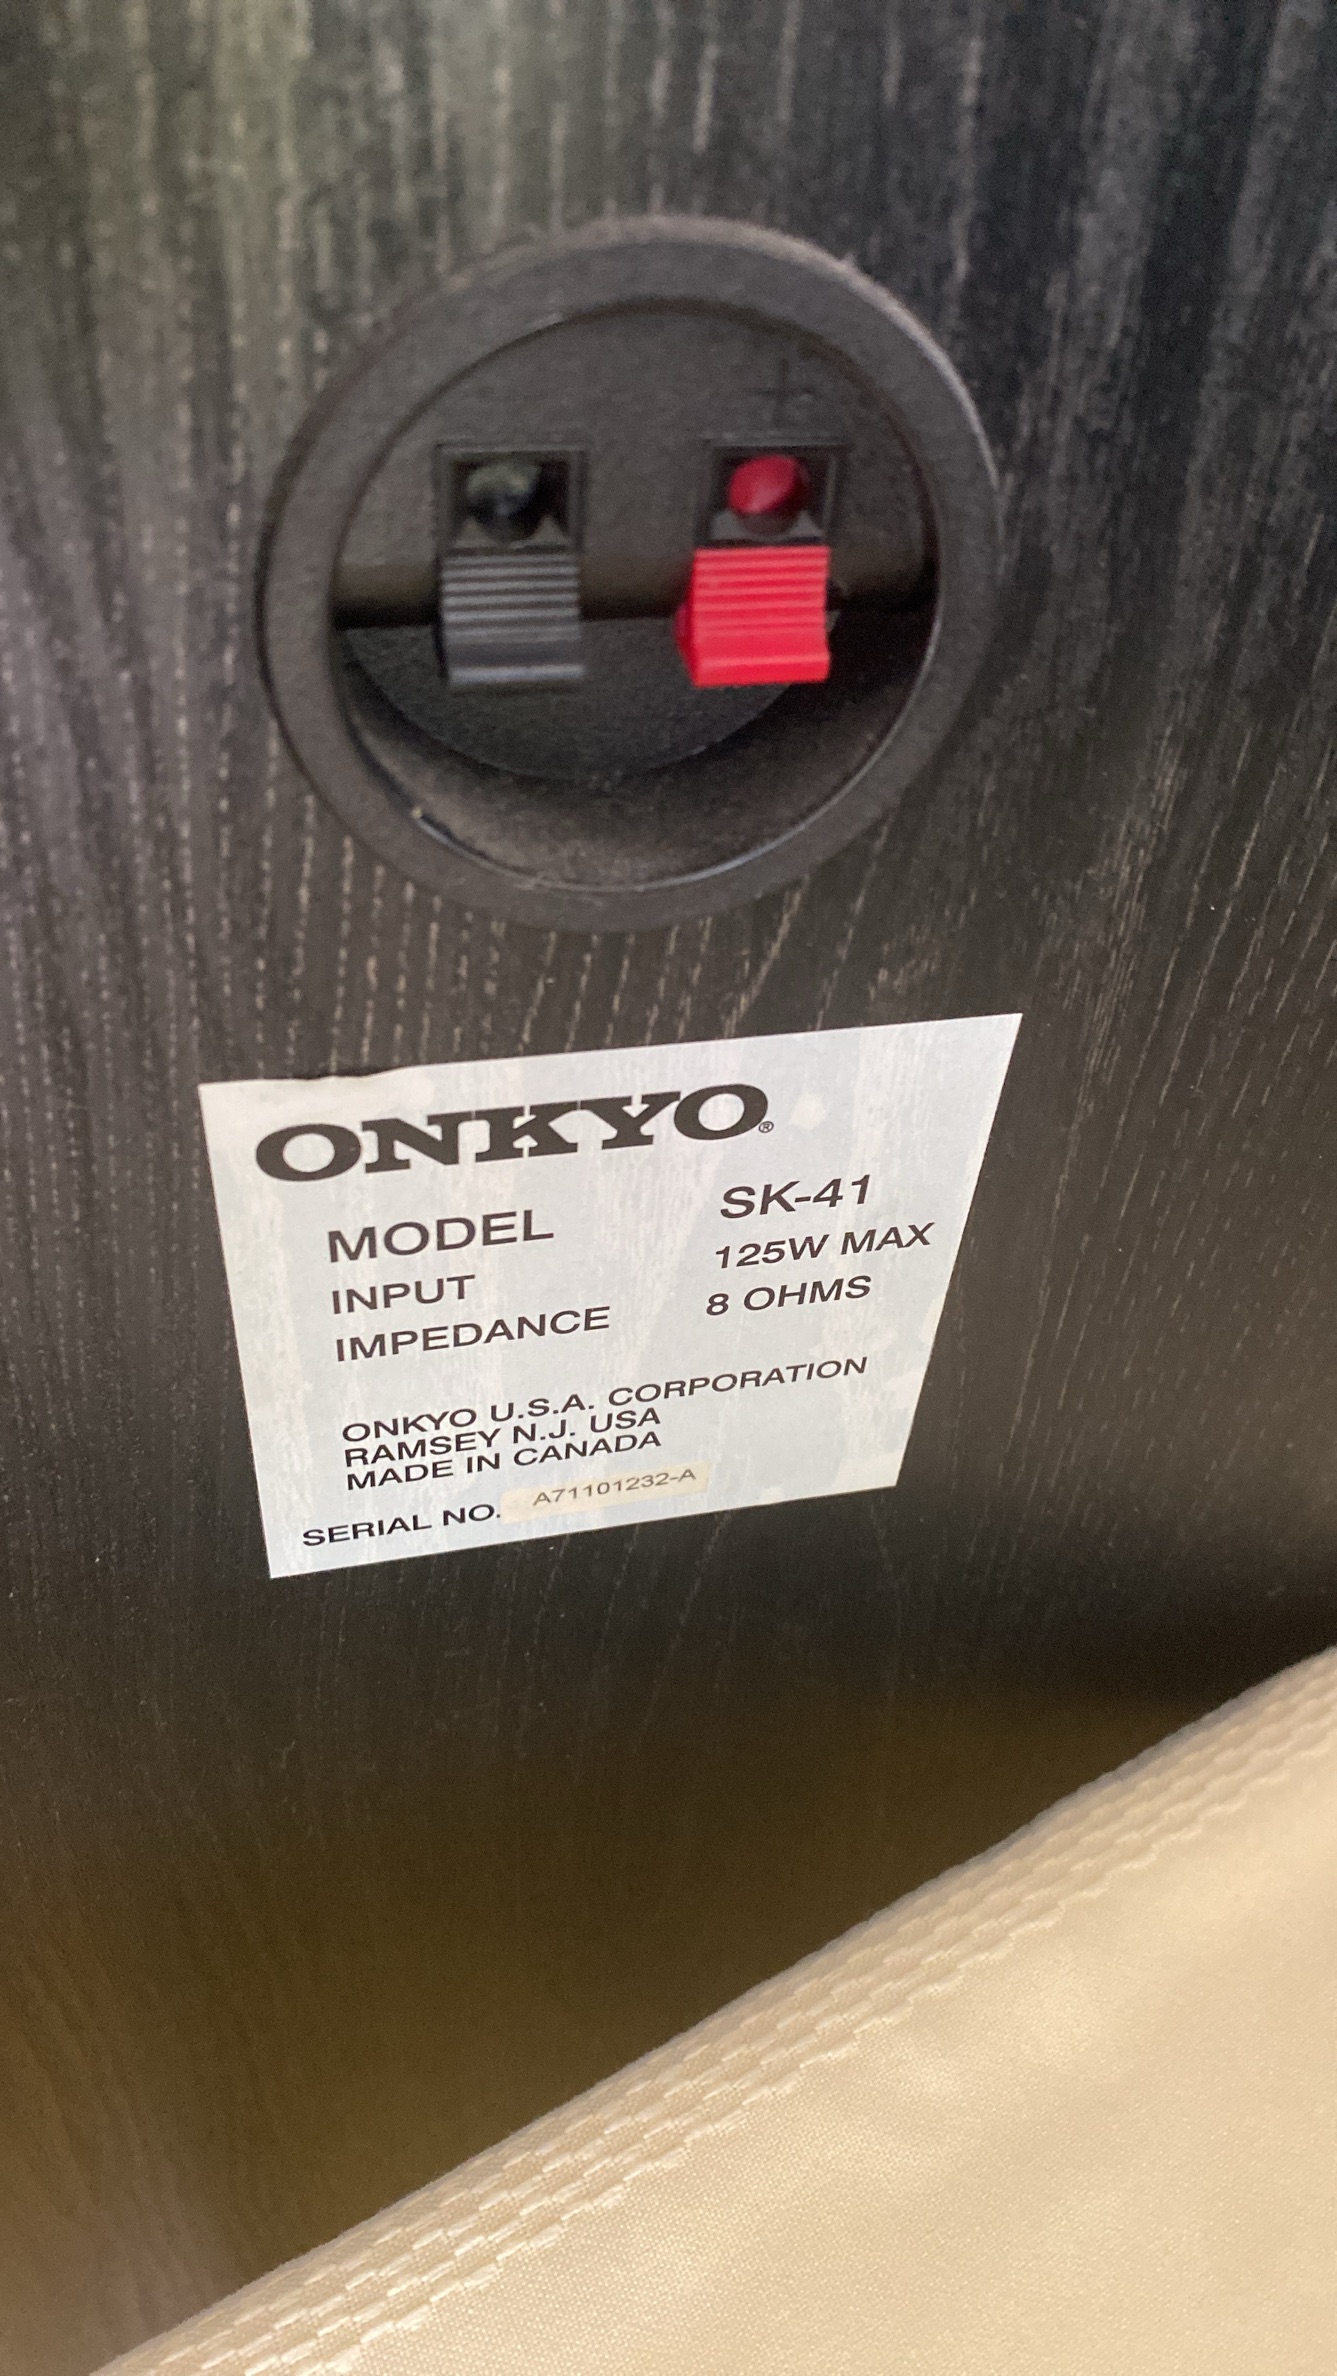 +
ONKYO®
MODEL SK-41
INPUT 125W MAX
IMPEDANCE 8 OHMS
ONKYO U.S.A. CORPORATION
RAMSEY N.J. USA
MADE IN CANADA
SERIAL NO. A71101232-A